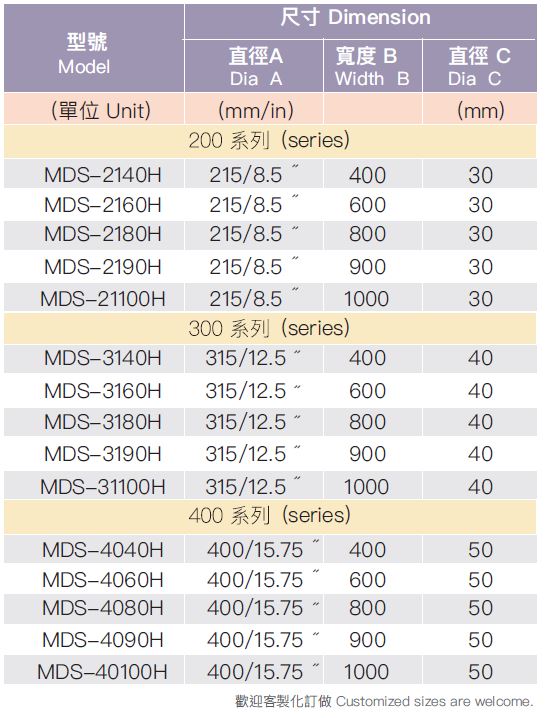 尺寸 Dimension
型號
Model
直徑A 寬度 B 直徑 C
Dia A Width B Dia C
(單位 Unit) (mm/in) (mm)
200 系列 (series)
MDS-2140H 215/8.5 ″ 400 30
MDS-2160H 215/8.5 ″ 600 30
MDS-2180H 215/8.5 ″ 800 30
MDS-2190H 215/8.5 ″ 900 30
MDS-21100H 215/8.5 ″ 1000 30
300 系列 (series)
MDS-3140H 315/12.5 ″ 400 40
MDS-3160H 315/12.5 ″ 600 40
MDS-3180H 315/12.5 ″ 800 40
MDS-3190H 315/12.5 ″ 900 40
MDS-31100H 315/12.5 ″ 1000 40
400 系列 (series)
MDS-4040H 400/15.75 ″ 400 50
MDS-4060H 400/15.75 ″ 600 50
MDS-4080H 400/15.75 ″ 800 50
MDS-4090H 400/15.75 ″ 900 50
MDS-40100H 400/15.75 ″ 1000 50
歡迎客製化訂做 Customized sizes are welcome.